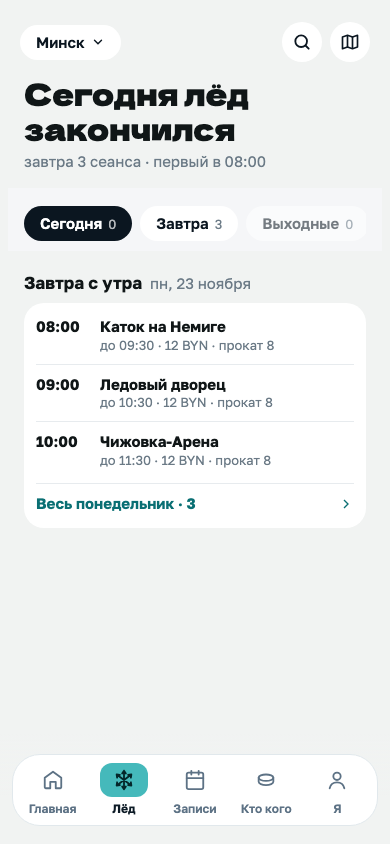 Минск
Сегодня лёд
закончился
завтра 3 сеанса · первый в 08:00
Сегодня 0
Завтра 3
Выходные 0
Завтра с утра пн, 23 ноября
08:00 Каток на Немиге
до 09:30 · 12 BYN · прокат 8
09:00 Ледовый дворец
до 10:30 · 12 BYN · прокат 8
10:00 Чижовка-Арена
до 11:30 · 12 BYN · прокат 8
Весь понедельник · 3
Главная
Лёд
Записи
Кто кого
Я